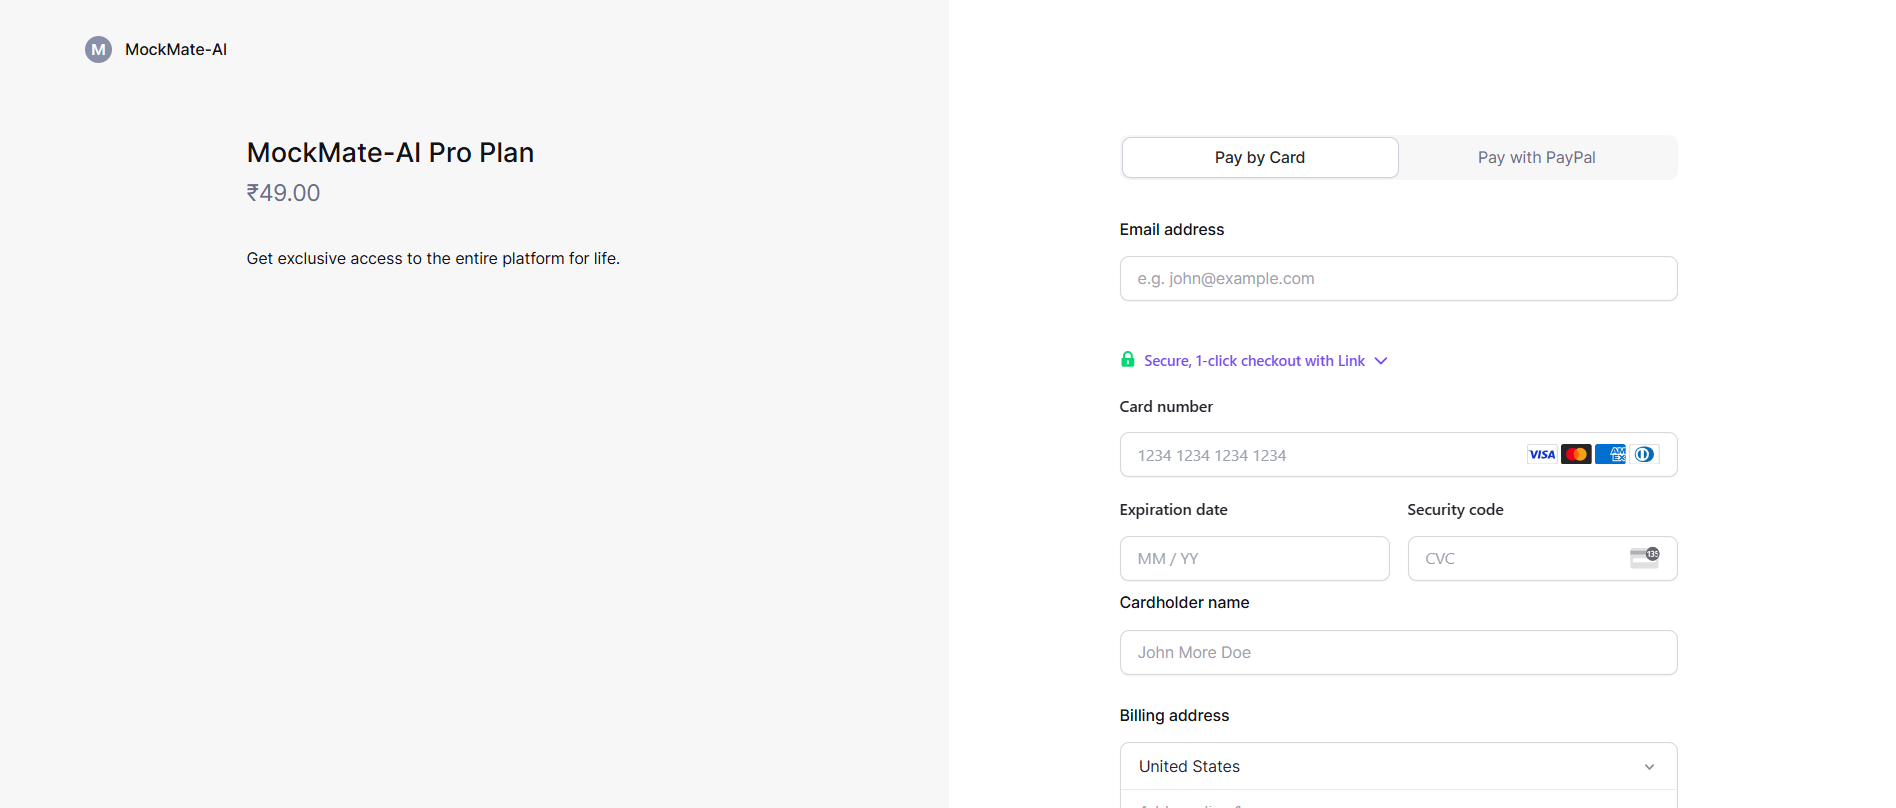 M MockMate-AI
MockMate-AI Pro Plan
₹49.00
Get exclusive access to the entire platform for life.
Pay by Card
Pay with PayPal
Email address
e.g. john@example.com
Secure, 1-click checkout with Link
Card number
1234 1234 1234 1234
VISA
AM
EX
Expiration date
Security code
MM / YY
CVC
135
Cardholder name
John More Doe
Billing address
United States